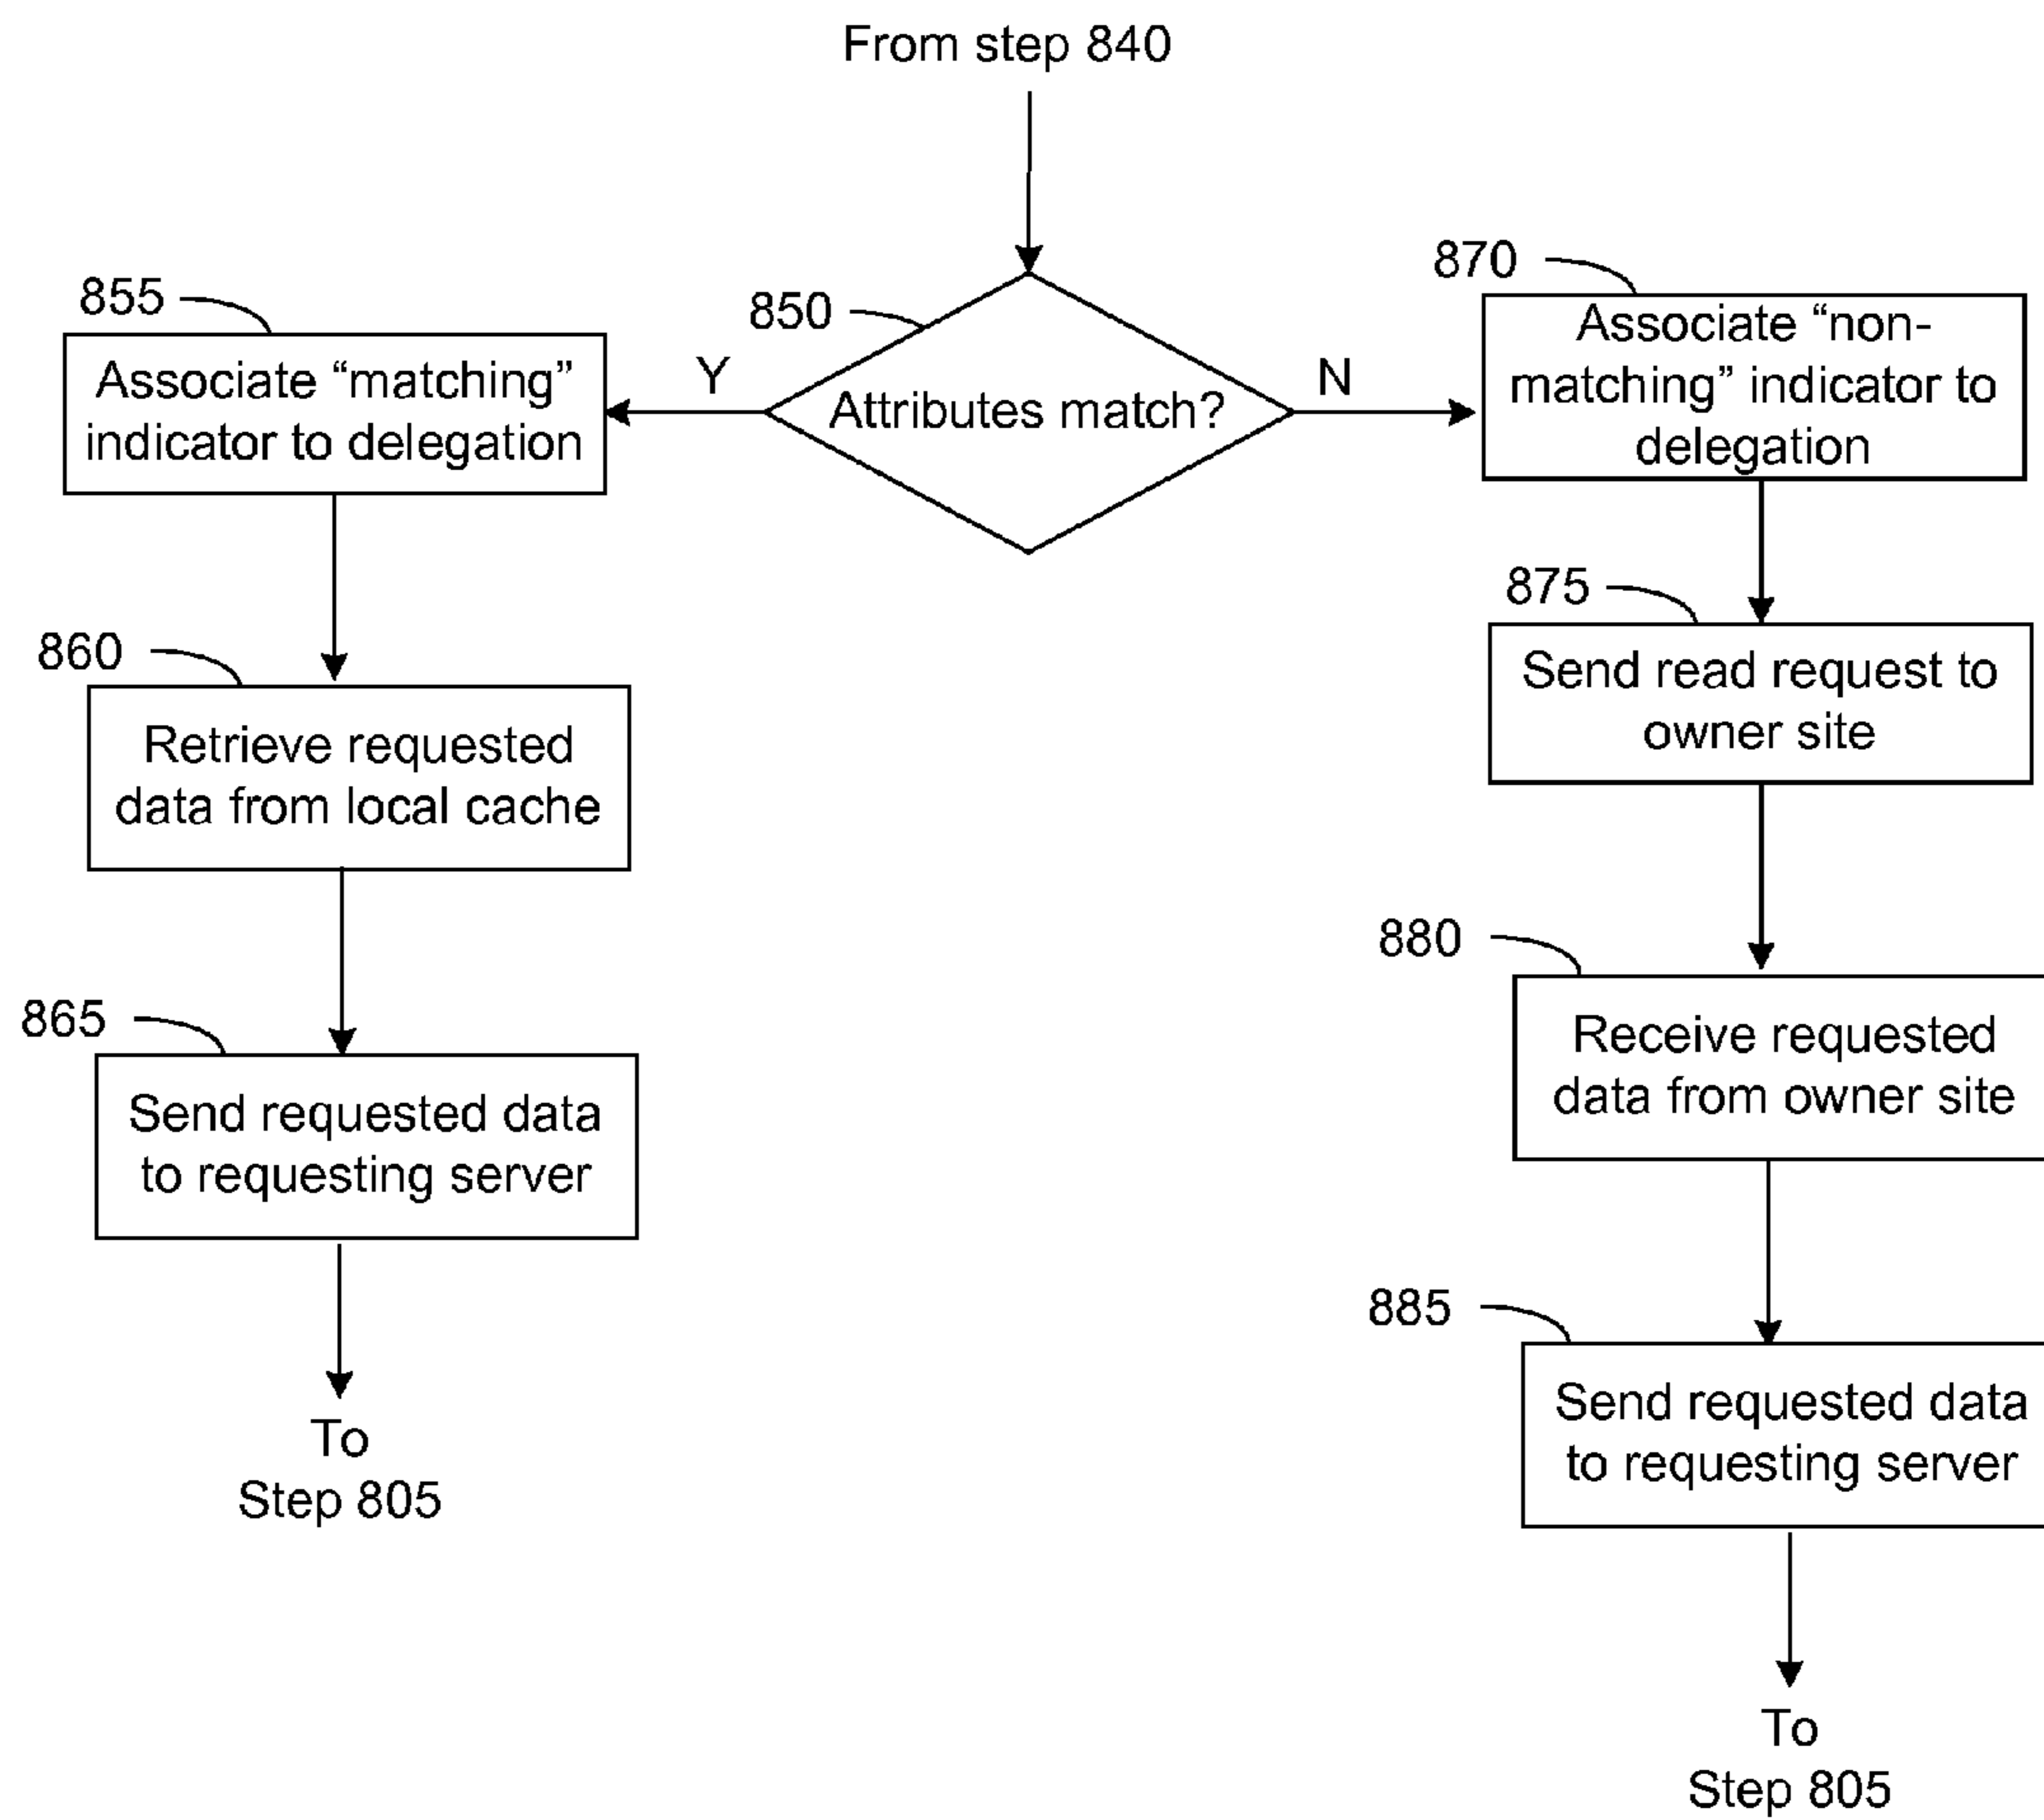 From step 840
850
Attributes match?
Y
N
855
Associate “matching”
indicator to delegation
860
Retrieve requested
data from local cache
865
Send requested data
to requesting server
To
Step 805
870
Associate “non-
matching” indicator to
delegation
875
Send read request to
owner site
880
Receive requested
data from owner site
885
Send requested data
to requesting server
To
Step 805